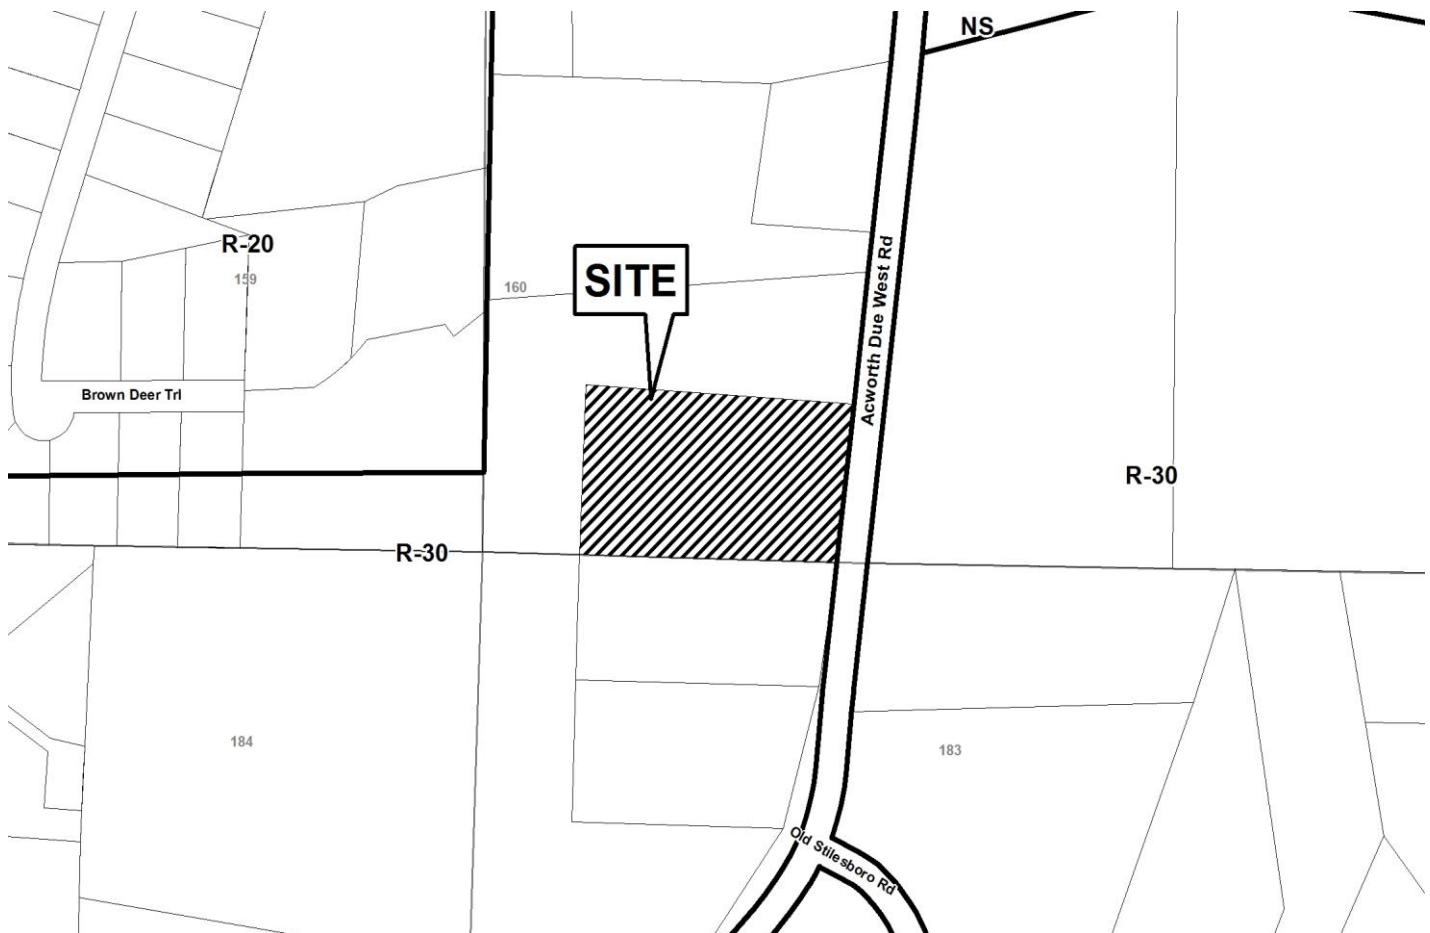 NS
R-20
159
160
SITE
Acworth Due West Rd
Brown Deer Trl
R-30
R-30
184
183
Old Stilesboro Rd